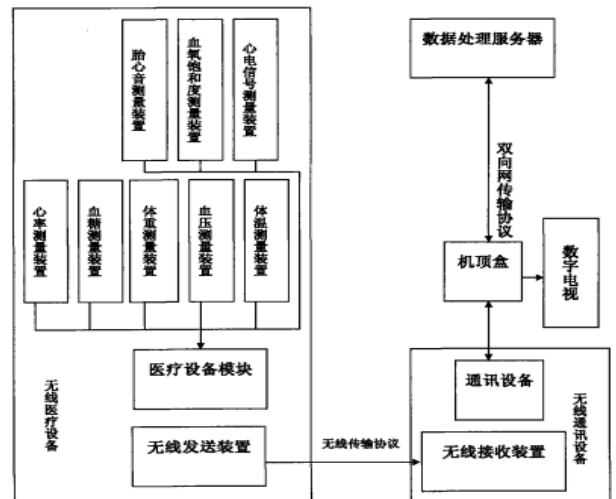 胎心音测量装置
血氧饱和度测量装置
心电信号测量装置
心率测量装置
血糖测量装置
体重测量装置
血压测量装置
体温测量装置
医疗设备模块
无线医疗设备
无线发送装置
无线传输协议
数据处理服务器
双向网传输协议
机顶盒
数字电视
通讯设备
无线通讯设备
无线接收装置